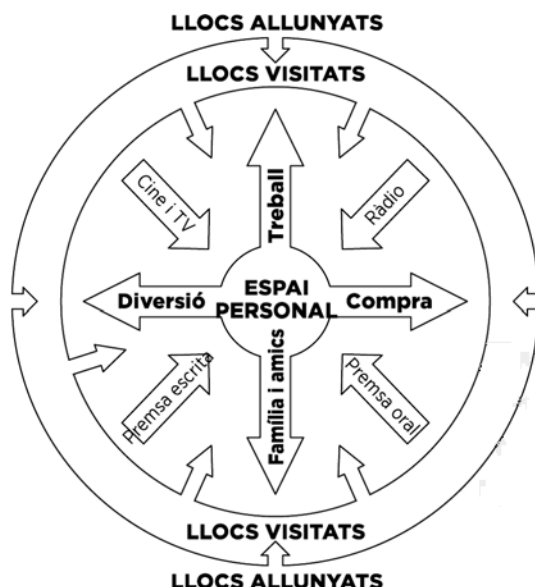 LLOCS ALLUNYATS
LLOCS VISITATS
Cine i TV
Treball
Ràdio
Diversió
ESPAI
PERSONAL
Compra
Premsa escrita
Família i amics
Premsa oral
LLOCS VISITATS
LLOCS ALLUNYATS